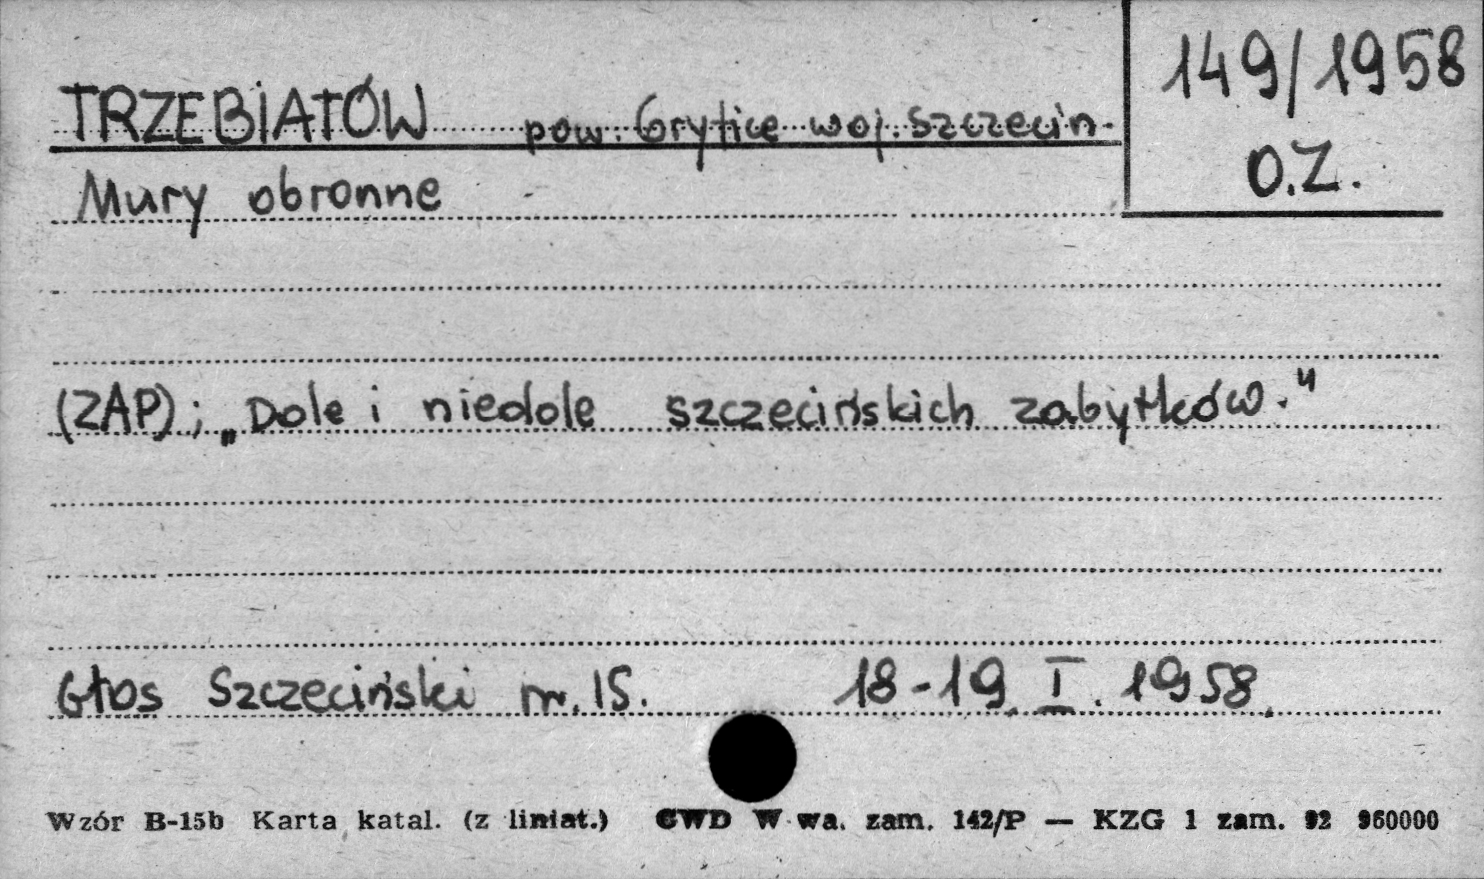 149/1958
TRZEBIATÓW pow. Gryfice woj. Szczecin.
O.Z.
Mury obronne
(ZAP); „Dole i niedole szczecińskich zabytków."
Głos Szczeciński nr. 15. 18-19. I. 1958.
Wzór B-15b Karta katal. (z liniat.) CWD W-wa. zam. 142/P — KZG 1 zam. 92 960000